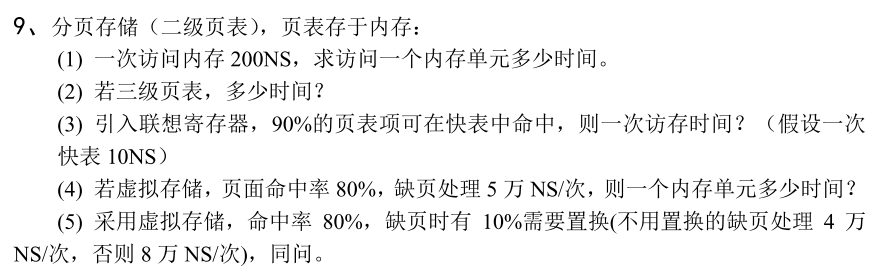 9、分页存储（二级页表），页表存于内存：
(1) 一次访问内存 200NS，求访问一个内存单元多少时间。
(2) 若三级页表，多少时间？
(3) 引入联想寄存器，90%的页表项可在快表中命中，则一次访存时间？（假设一次
快表 10NS）
(4) 若虚拟存储，页面命中率 80%，缺页处理 5 万 NS/次，则一个内存单元多少时间？
(5) 采用虚拟存储，命中率 80%，缺页时有 10%需要置换(不用置换的缺页处理 4 万
NS/次，否则 8 万 NS/次)，同问。